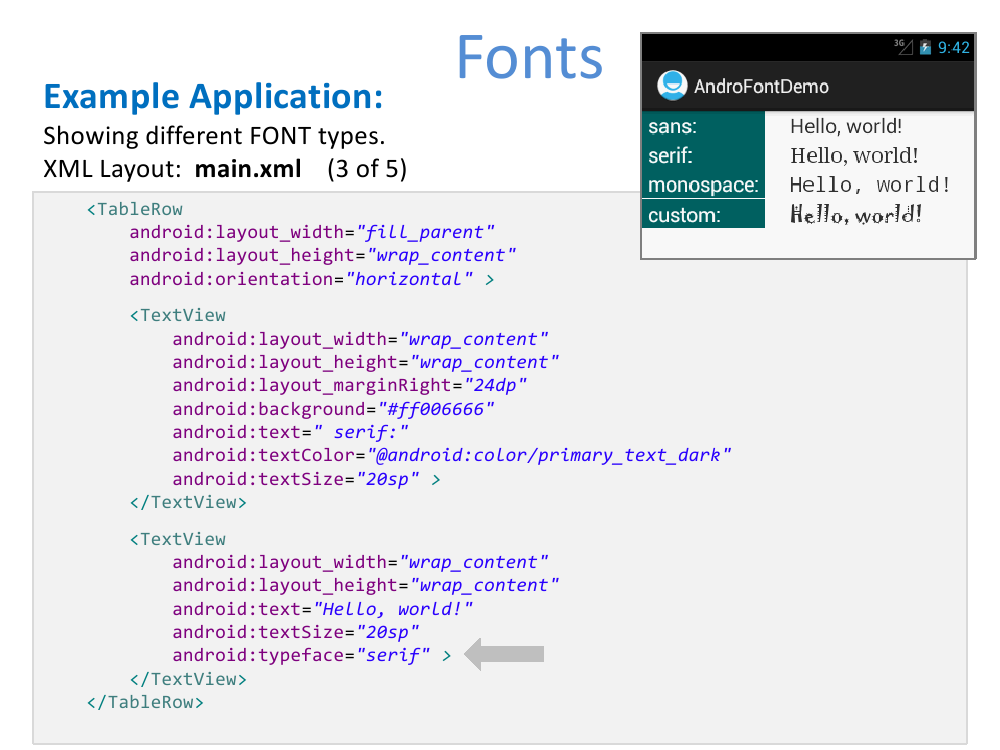 Fonts
Example Application:
Showing different FONT types.
XML Layout: main.xml (3 of 5)
3G 9:42
AndroFontDemo
sans: Hello, world!
serif: Hello, world!
monospace: Hello, world!
custom: Hello, world!
<TableRow
android:layout_width="fill_parent"
android:layout_height="wrap_content"
android:orientation="horizontal" >
<TextView
android:layout_width="wrap_content"
android:layout_height="wrap_content"
android:layout_marginRight="24dp"
android:background="#ff006666"
android:text=" serif:"
android:textColor="@android:color/primary_text_dark"
android:textSize="20sp" >
</TextView>
<TextView
android:layout_width="wrap_content"
android:layout_height="wrap_content"
android:text="Hello, world!"
android:textSize="20sp"
android:typeface="serif" >
</TextView>
</TableRow>